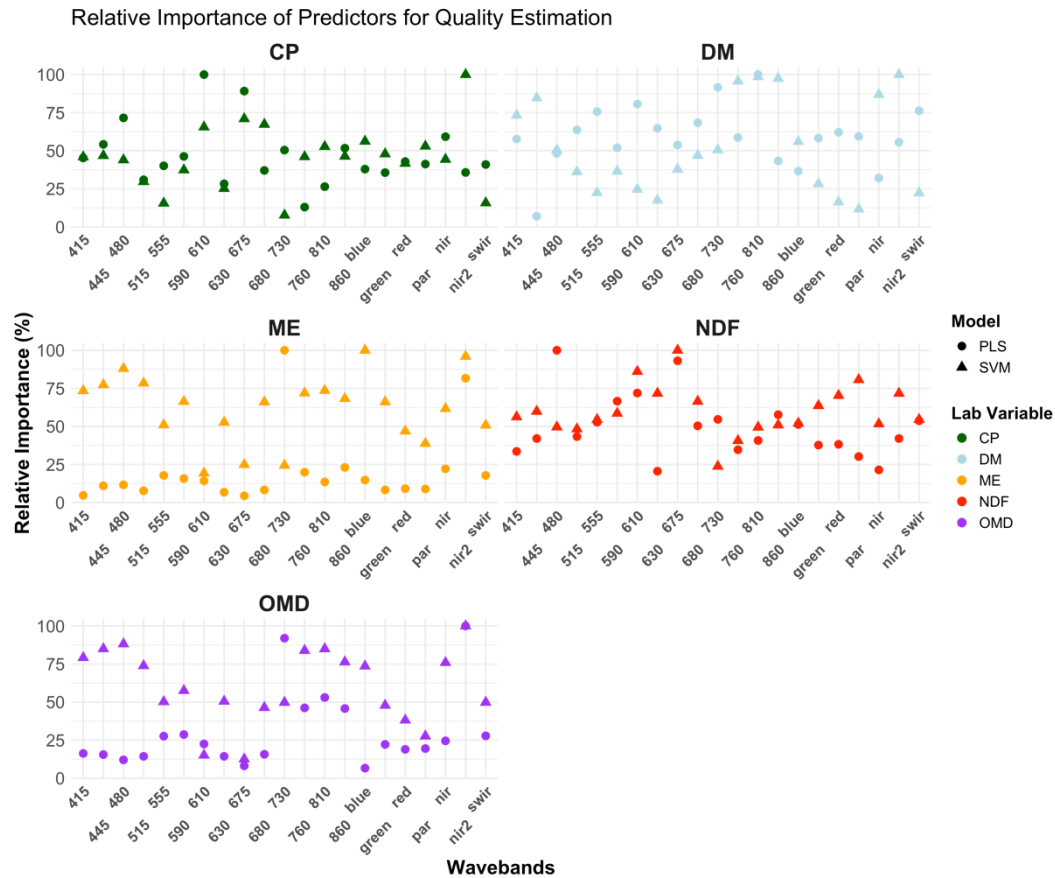 Relative Importance of Predictors for Quality Estimation
CP
DM
100
75
50
25
0
415 480 555 610 675 730 810 blue red nir swir
445 515 590 630 680 760 860 green par nir2
415 480 555 610 675 730 810 blue red nir swir
445 515 590 630 680 760 860 green par nir2
ME
NDF
100
75
50
25
0
415 480 555 610 675 730 810 blue red nir swir
445 515 590 630 680 760 860 green par nir2
415 480 555 610 675 730 810 blue red nir swir
445 515 590 630 680 760 860 green par nir2
OMD
100
75
50
25
0
415 480 555 610 675 730 810 blue red nir swir
445 515 590 630 680 760 860 green par nir2
Relative Importance (%)
Wavebands
Model
PLS
SVM
Lab Variable
CP
DM
ME
NDF
OMD